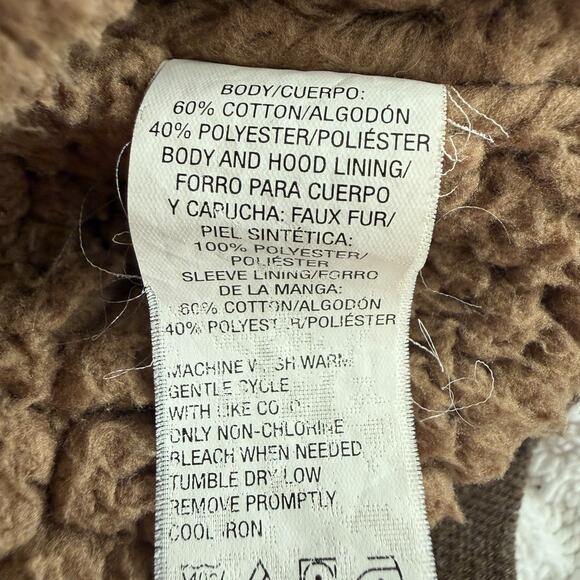 BODY/CUERPO:
60% COTTON/ALGODÓN
40% POLYESTER/POLIÉSTER
BODY AND HOOD LINING/
FORRO PARA CUERPO
Y CAPUCHA: FAUX FUR/
PIEL SINTÉTICA:
100% POLYESTER/
POLIÉSTER
SLEEVE LINING/FORRO
DE LA MANGA:
60% COTTON/ALGODÓN
40% POLYESTER/POLIÉSTER
MACHINE WASH WARM
GENTLE CYCLE
WITH LIKE
ONLY NON-CHLORINE
BLEACH WHEN NEEDED
TUMBLE DRY LOW
REMOVE PROMPTLY
COOL IRON